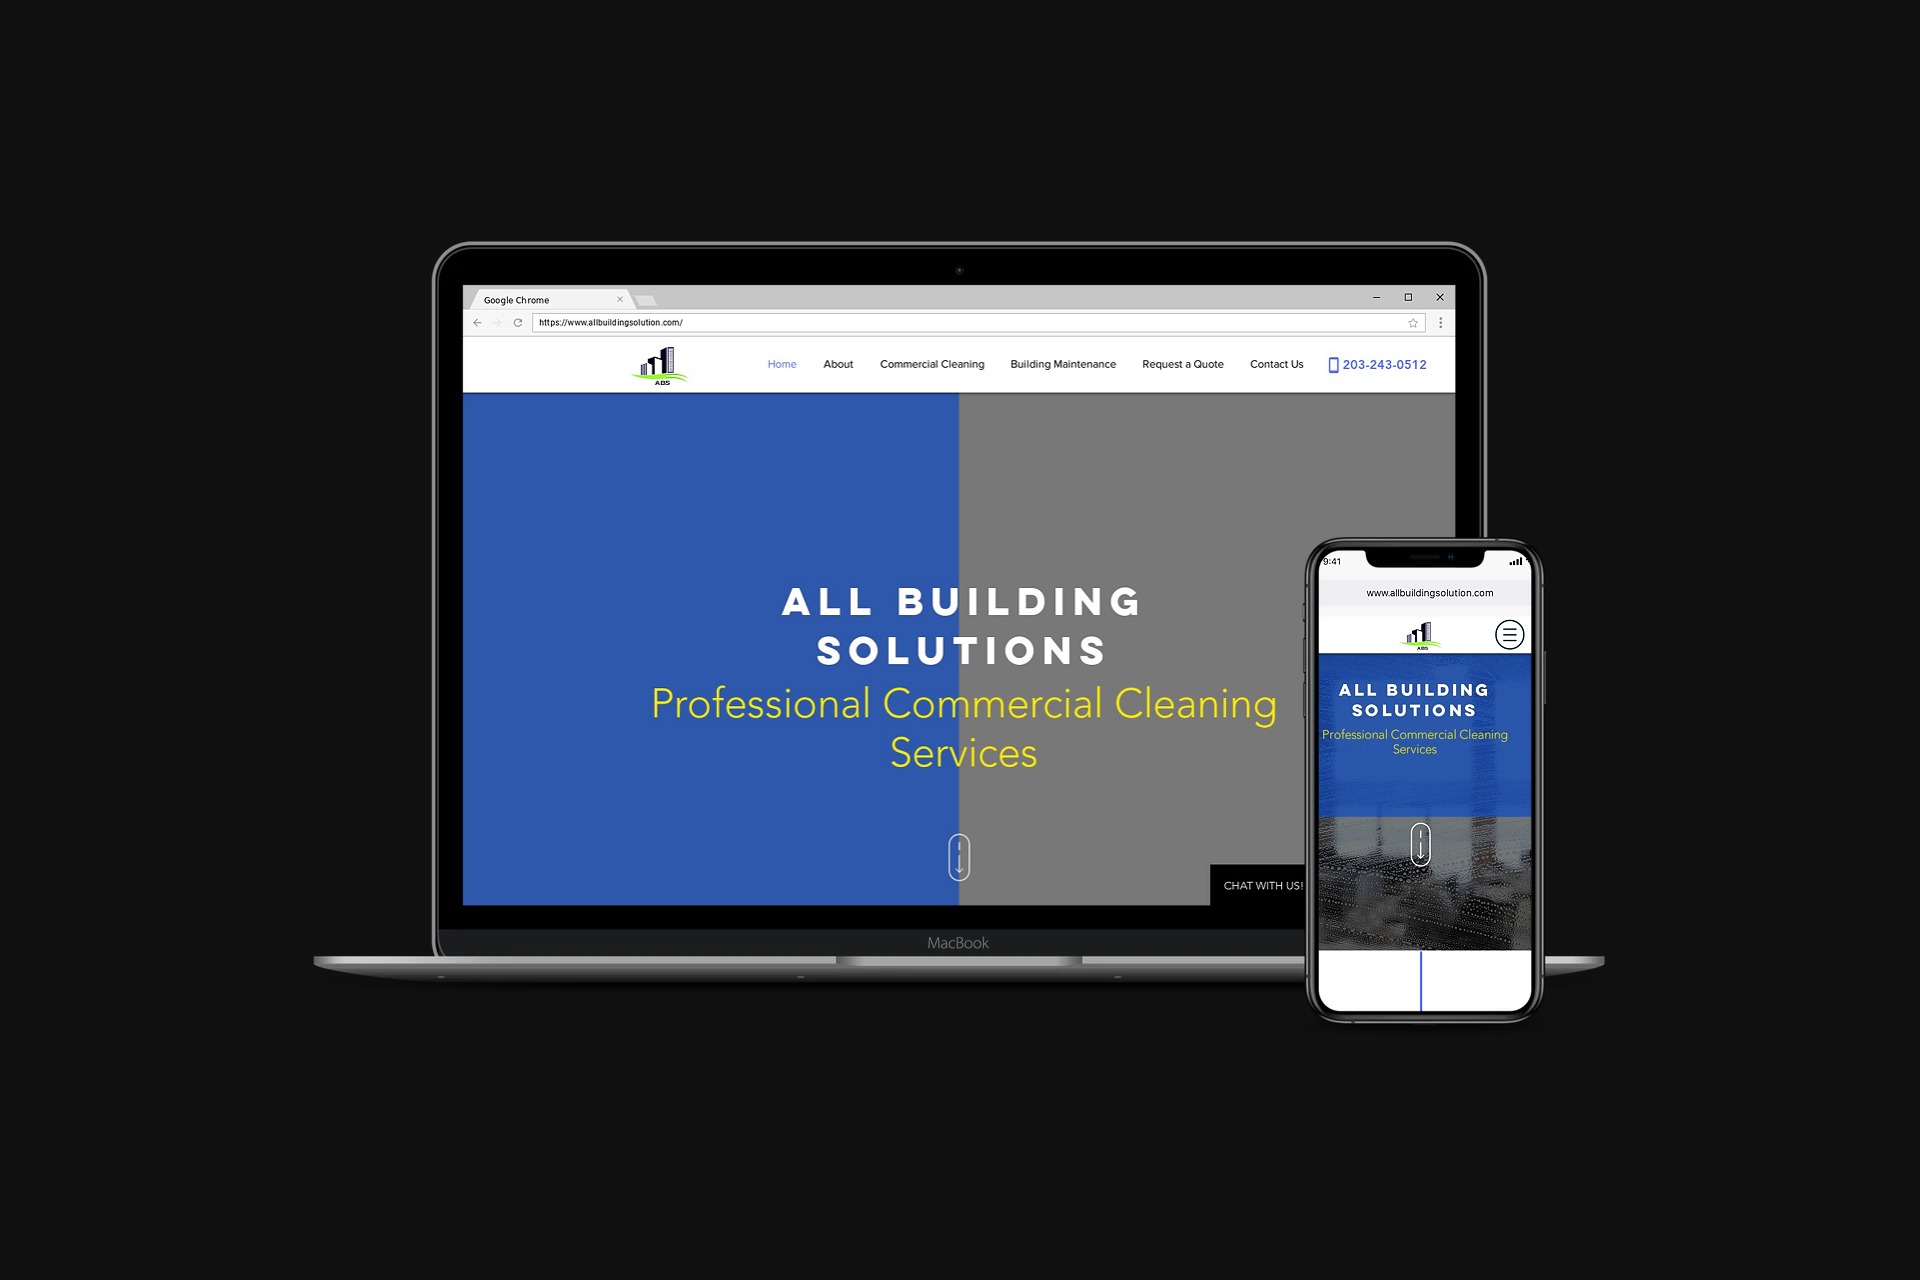 Google Chrome
https://www.allbuildingsolution.com/
ABS
Home About Commercial Cleaning Building Maintenance Request a Quote Contact Us 203-243-0512
ALL BUILDING
SOLUTIONS
Professional Commercial Cleaning
Services
CHAT WITH US!
MacBook
9:41
www.allbuildingsolution.com
ABS
ALL BUILDING
SOLUTIONS
Professional Commercial Cleaning
Services